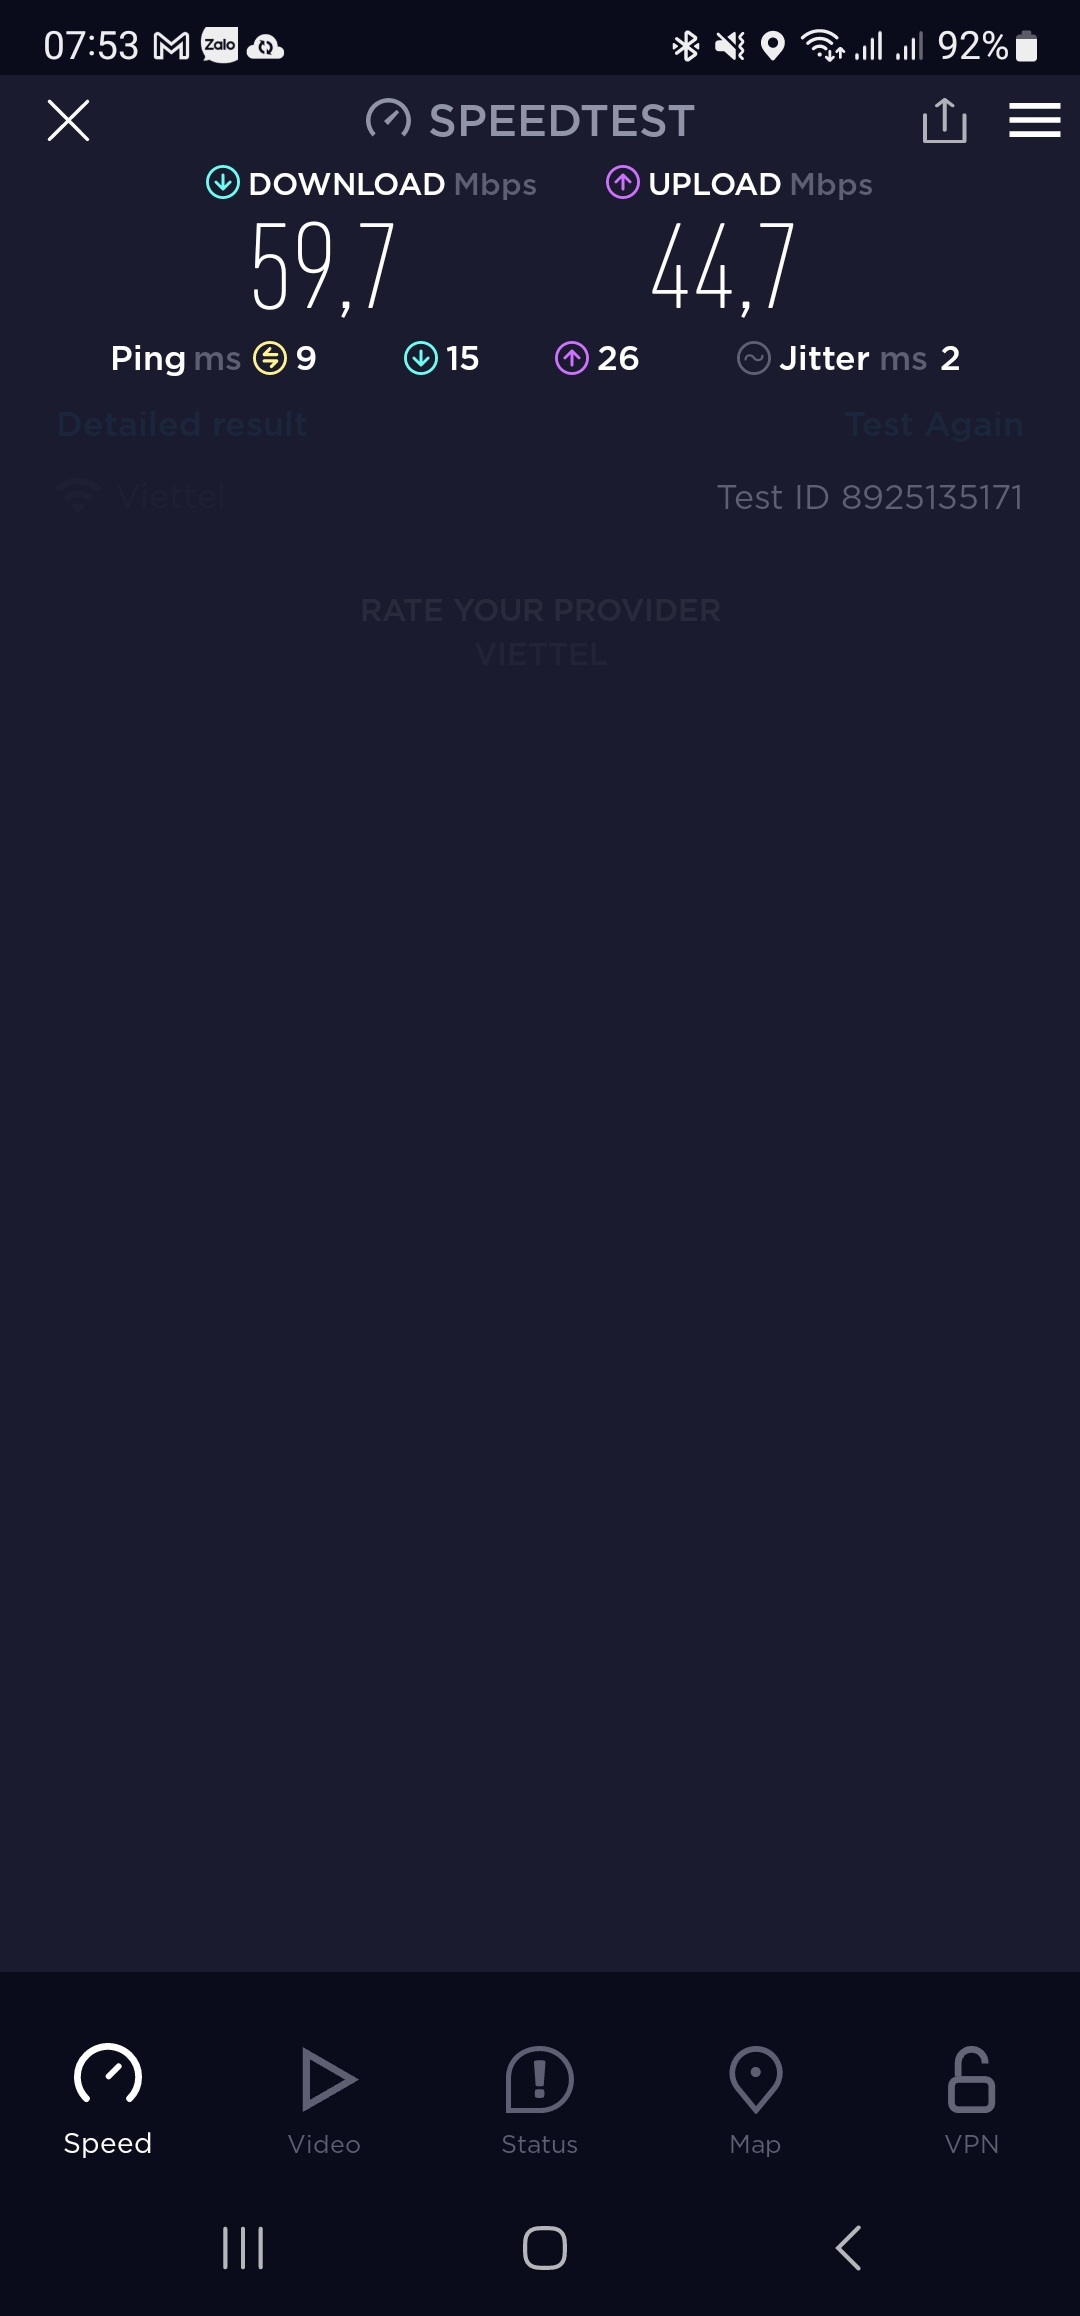 07:53 Zalo 92%
SPEEDTEST
DOWNLOAD Mbps UPLOAD Mbps
59,7 44,7
Ping ms 9 15 26 Jitter ms 2
Detailed result Test Again
Viettel Test ID 8925135171
RATE YOUR PROVIDER
VIETTEL
Speed Video Status Map VPN